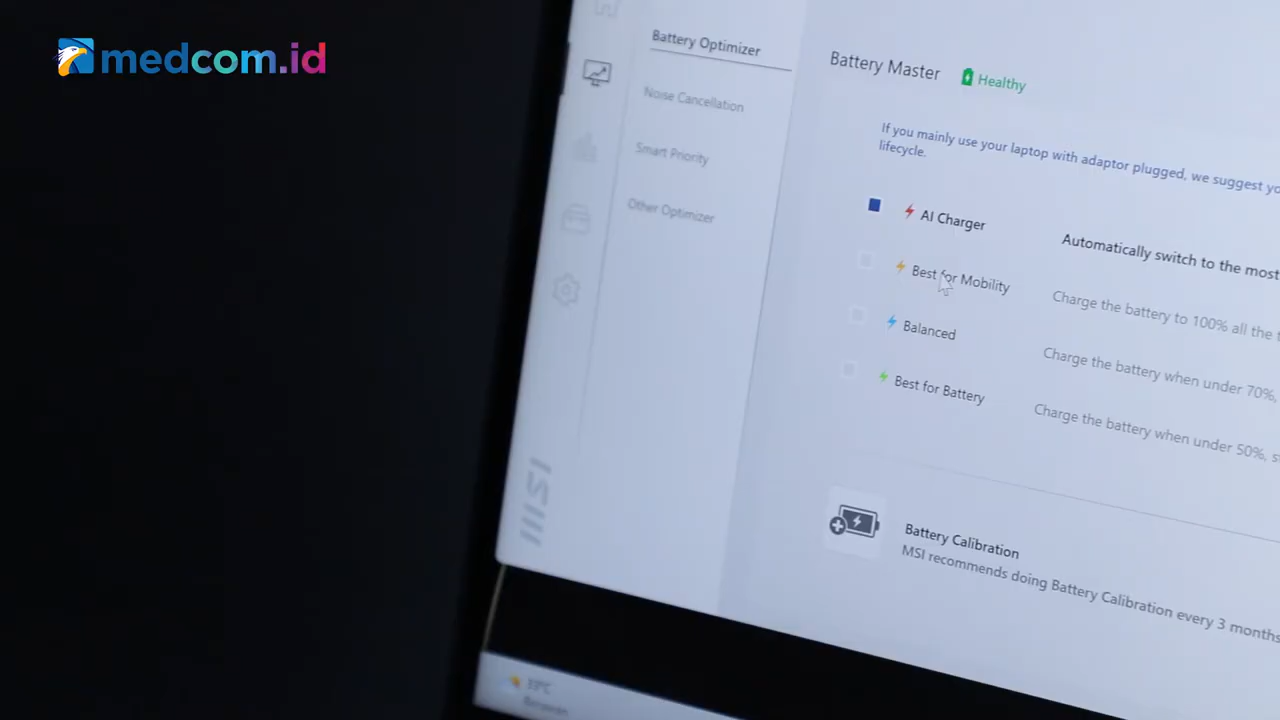 medcom.id
Battery Optimizer
Noise Cancellation
Smart Priority
Other Optimizer
msi
Battery Master
Healthy
If you mainly use your laptop with adaptor plugged, we suggest yo
lifecycle.
AI Charger
Automatically switch to the most
Best for Mobility
Charge the battery to 100% all the
Balanced
Charge the battery when under 70%,
Best for Battery
Charge the battery when under 50%, s
Battery Calibration
MSI recommends doing Battery Calibration every 3 months
33°C